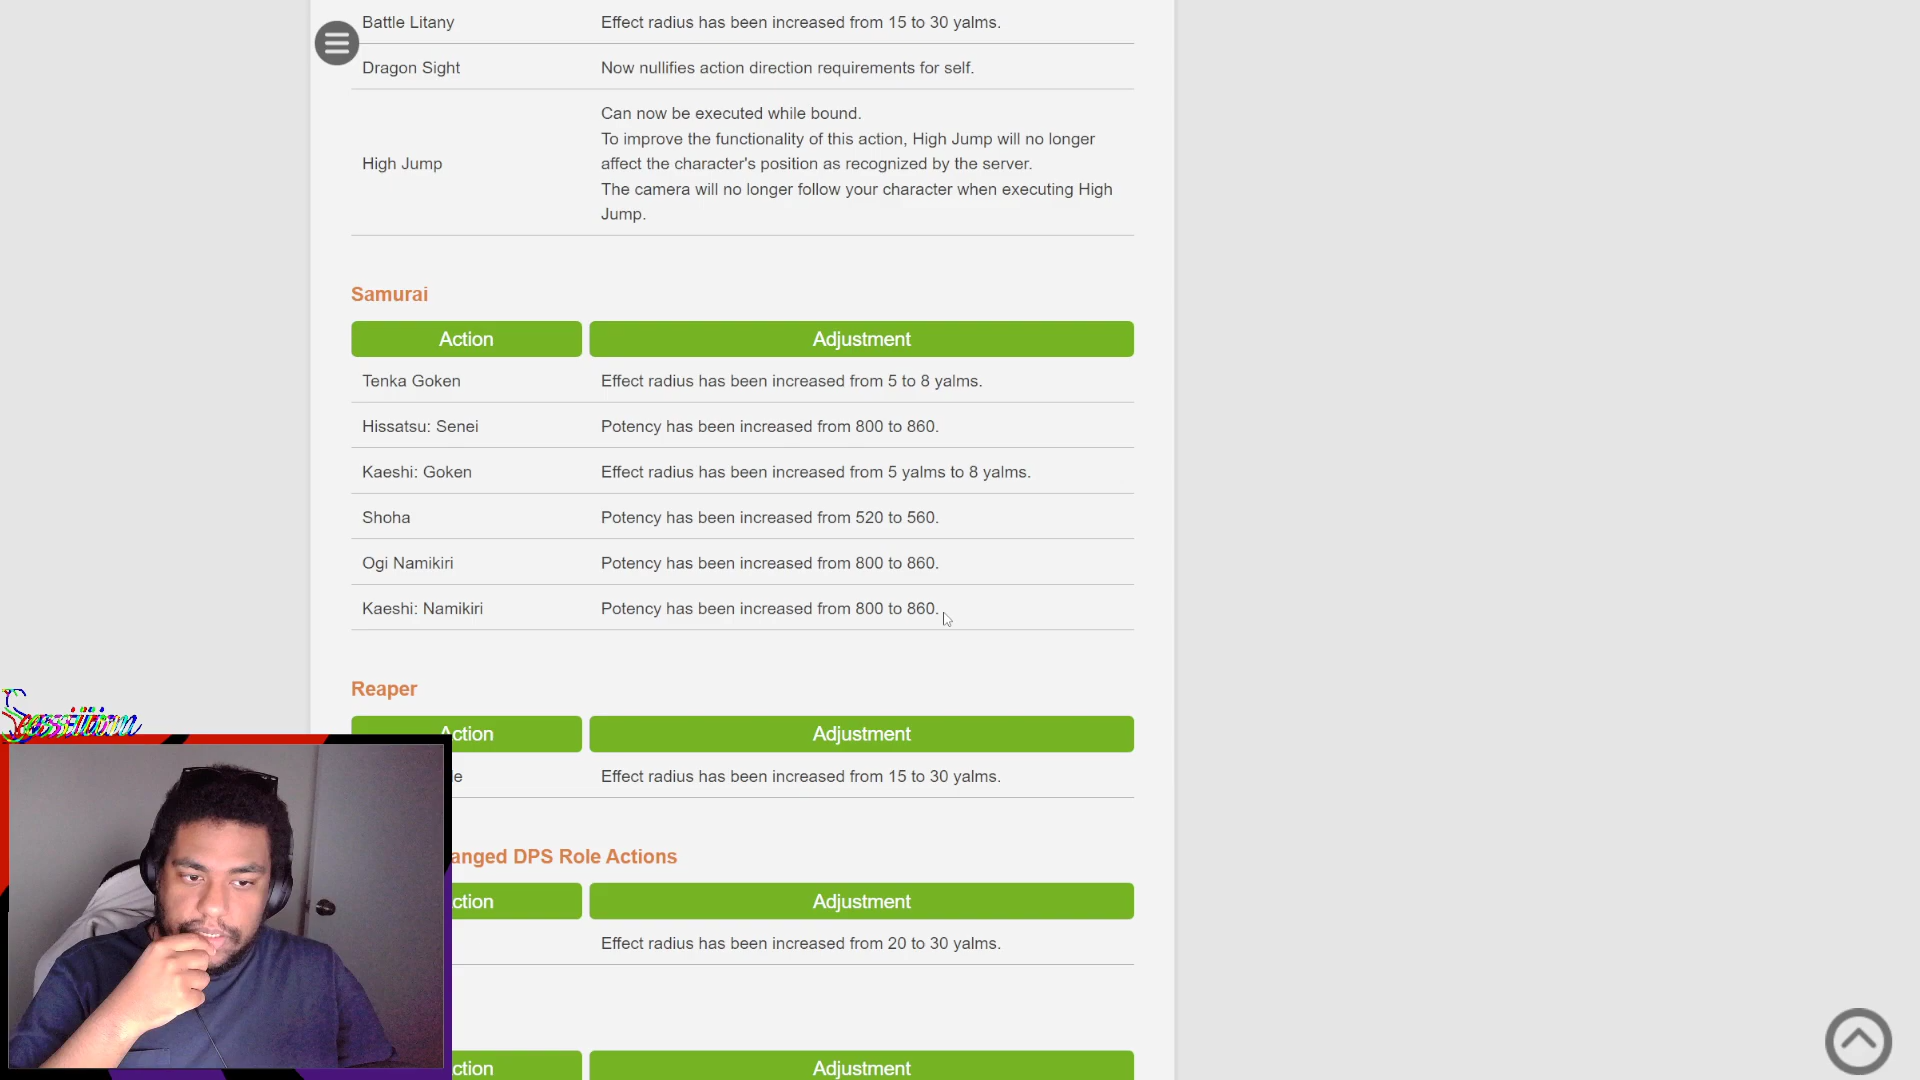 Battle Litany Effect radius has been increased from 15 to 30 yalms.
Dragon Sight Now nullifies action direction requirements for self.
Can now be executed while bound.
To improve the functionality of this action, High Jump will no longer
High Jump affect the character's position as recognized by the server.
The camera will no longer follow your character when executing High
Jump.
Samurai
Action Adjustment
Tenka Goken Effect radius has been increased from 5 to 8 yalms.
Hissatsu: Senei Potency has been increased from 800 to 860.
Kaeshi: Goken Effect radius has been increased from 5 yalms to 8 yalms.
Shoha Potency has been increased from 520 to 560.
Ogi Namikiri Potency has been increased from 800 to 860.
Kaeshi: Namikiri Potency has been increased from 800 to 860.
Reaper
Action Adjustment
le Effect radius has been increased from 15 to 30 yalms.
anged DPS Role Actions
ction Adjustment
Effect radius has been increased from 20 to 30 yalms.
ction Adjustment